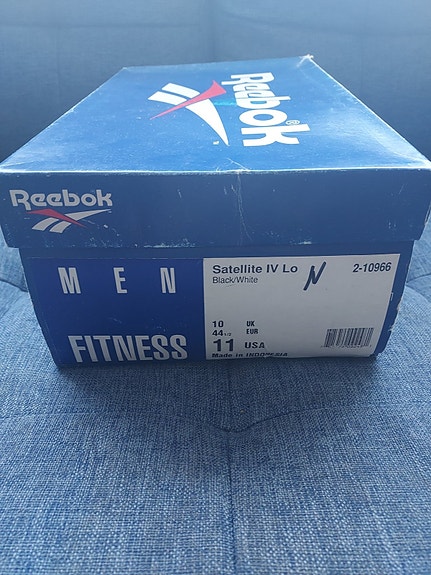 Reebok
Reebok
MEN
FITNESS
Satellite IV Lo N 2-10966
Black/White
10 UK
44 1/2 EUR
11 USA
Made in INDONESIA